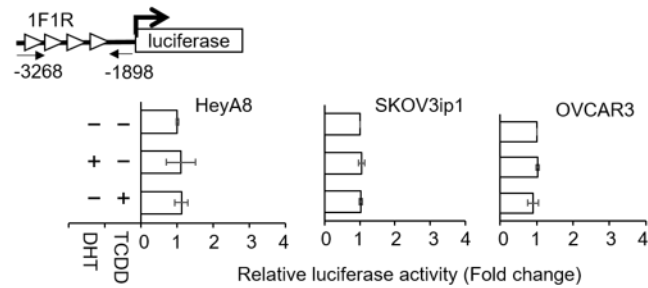 1F1R
luciferase
-3268 -1898
HeyA8 SKOV3ip1 OVCAR3
− −
+ −
− +
DHT TCDD
0 1 2 3 4 0 1 2 3 4 0 1 2 3 4
Relative luciferase activity (Fold change)